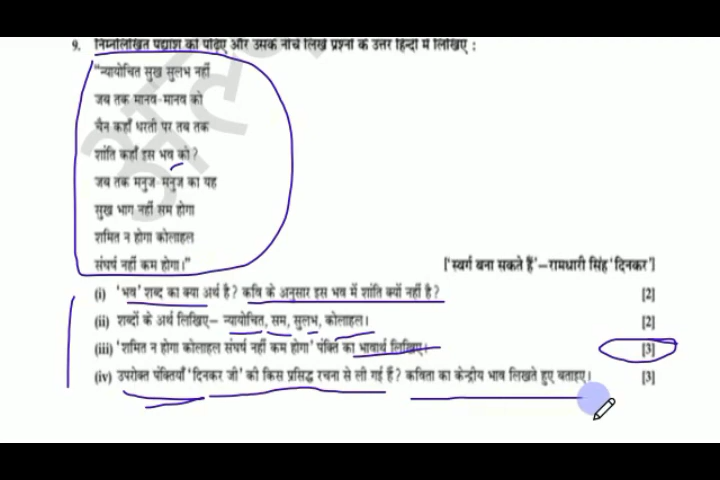 9. निम्नलिखित पद्यांश को पढ़िए और उसके नीचे लिखे प्रश्नों के उत्तर हिन्दी में लिखिए :
"न्यायोचित सुख सुलभ नहीं
जब तक मानव-मानव को
चैन कहाँ धरती पर तब तक
शांति कहाँ इस भव को?
जब तक मनुज-मनुज का यह
सुख भाग नहीं सम होगा
शमित न होगा कोलाहल
संघर्ष नहीं कम होगा।"
['स्वर्ग बना सकते हैं'–रामधारी सिंह 'दिनकर']
(i) 'भव' शब्द का क्या अर्थ है? कवि के अनुसार इस भव में शांति क्यों नहीं है? [2]
(ii) शब्दों के अर्थ लिखिए– न्यायोचित, सम, सुलभ, कोलाहल। [2]
(iii) 'शमित न होगा कोलाहल संघर्ष नहीं कम होगा' पंक्ति का भावार्थ लिखिए। [3]
(iv) उपरोक्त पंक्तियाँ 'दिनकर जी' की किस प्रसिद्ध रचना से ली गई हैं? कविता का केन्द्रीय भाव लिखते हुए बताइए। [3]